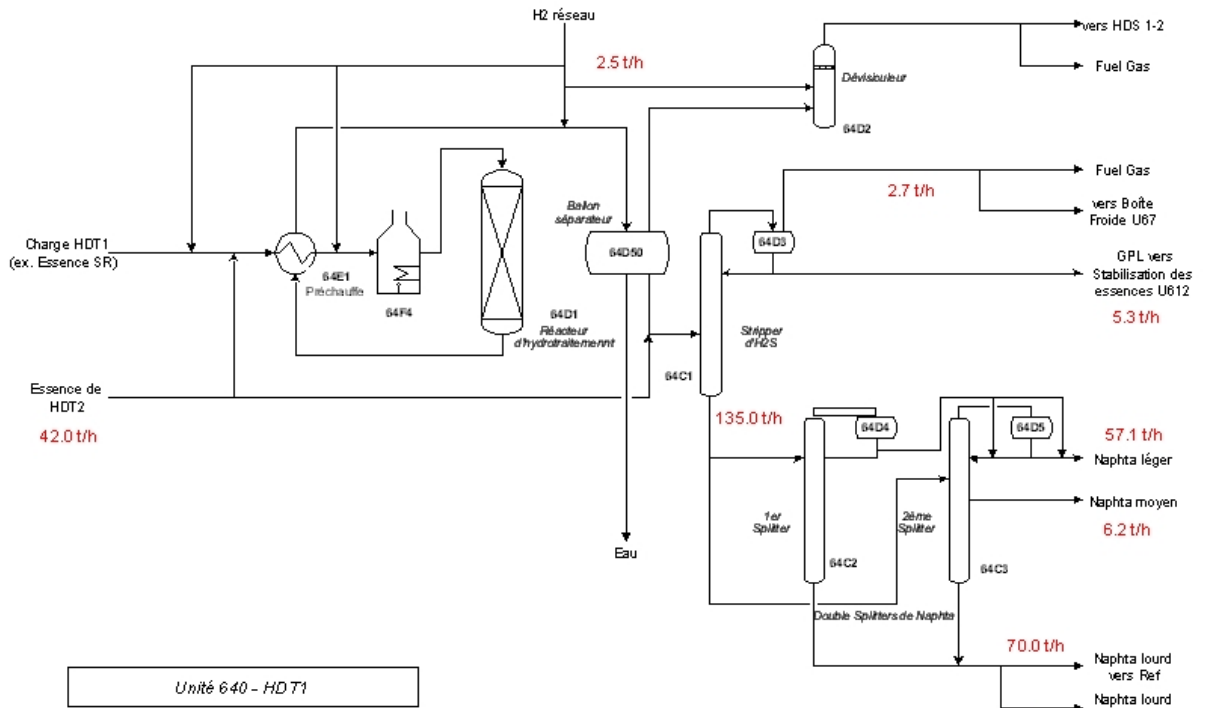 H2 réseau
2.5 t/h
vers HDS 1-2
Fuel Gas
Dévisiculeur
64D2
Fuel Gas
2.7 t/h
vers Boîte
Froide U67
Ballon
séparateur
64D50
64D3
Charge HDT1
(ex. Essence SR)
64E1
Préchauffe
64F4
64D1
Réacteur
d'hydrotraitemennt
GPL vers
Stabilisation des
essences U612
5.3 t/h
Stripper
d'H2S
64C1
Essence de
HDT2
42.0 t/h
135.0 t/h
64D4
64D5
57.1 t/h
Naphta léger
Naphta moyen
6.2 t/h
1er
Splitter
2ème
Splitter
Eau
64C2
64C3
Double Splitters de Naphta
70.0 t/h
Naphta lourd
vers Ref
Naphta lourd
Unité 640 - HDT1